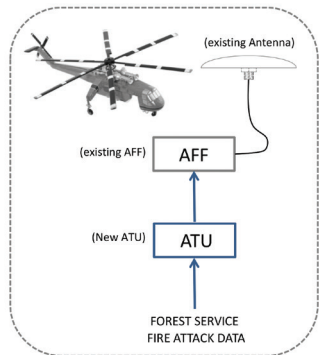 (existing Antenna)
(existing AFF)
AFF
(New ATU)
ATU
FOREST SERVICE
FIRE ATTACK DATA